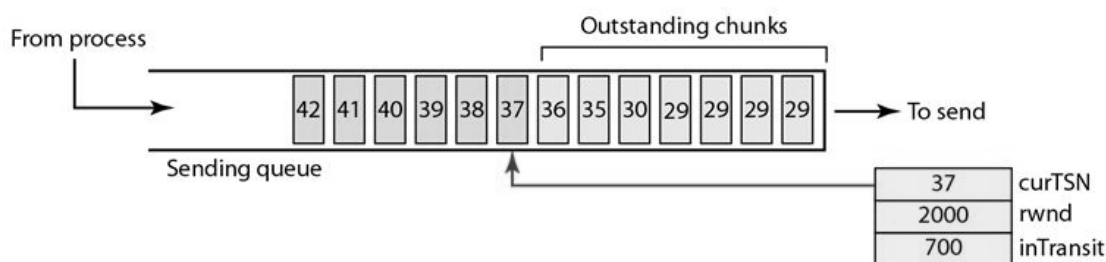 Outstanding chunks
From process
42 41 40 39 38 37 36 35 30 29 29 29 29
To send
Sending queue
37 curTSN
2000 rwnd
700 inTransit